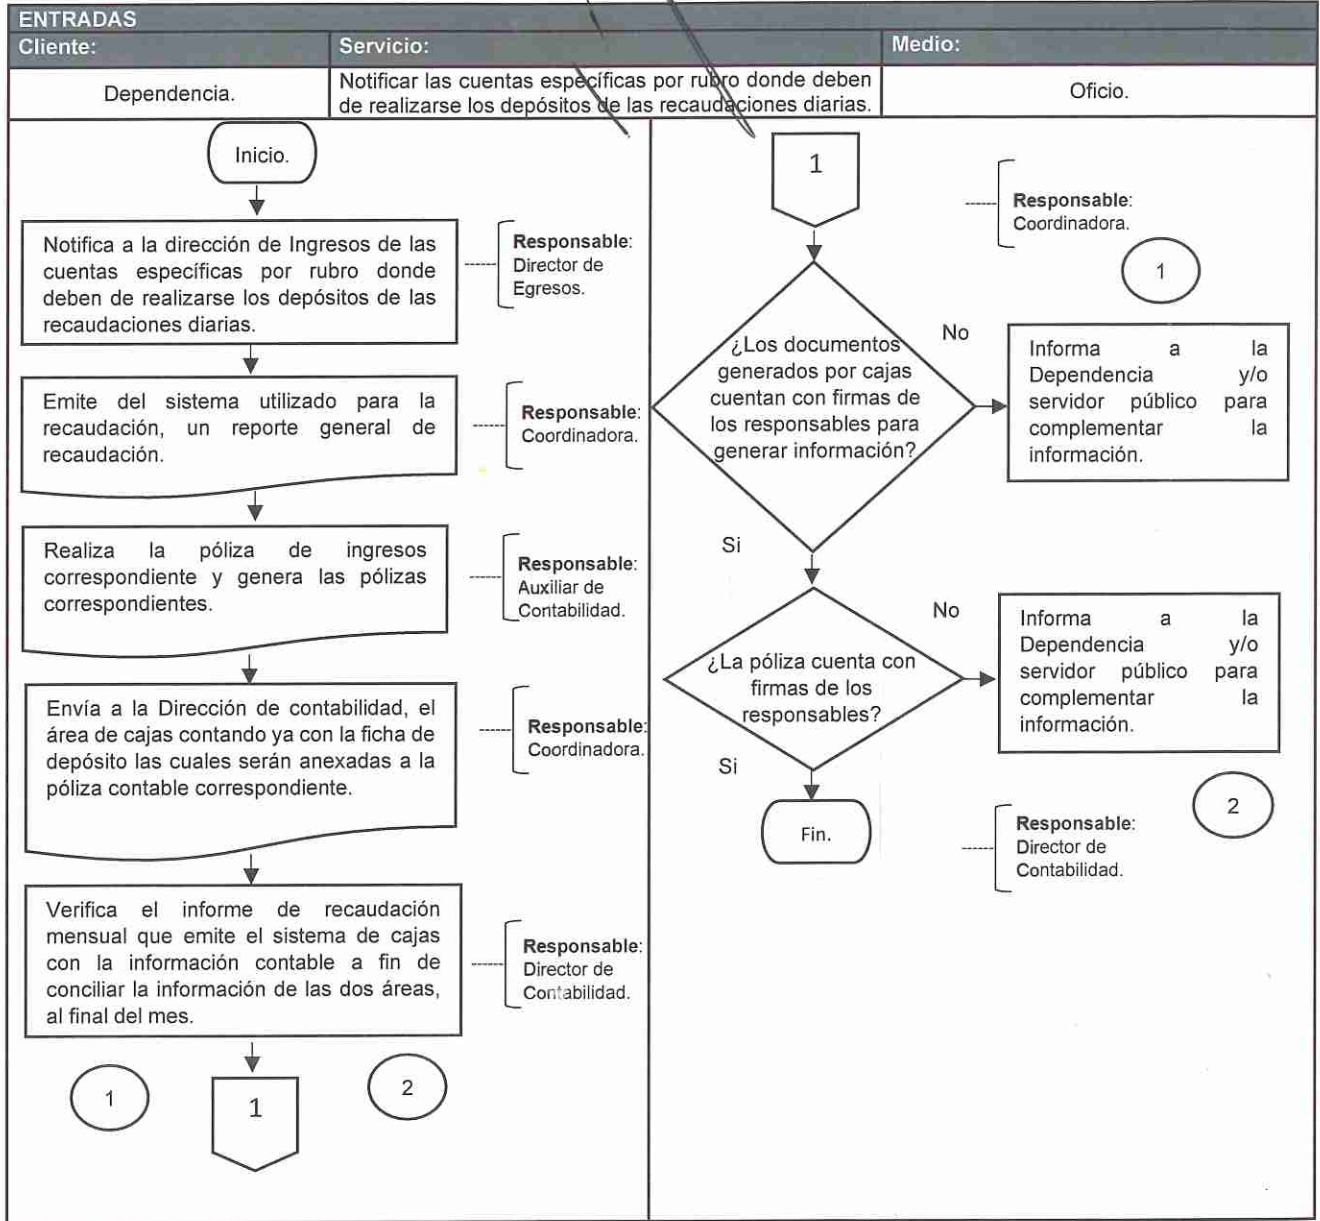 ENTRADAS
Cliente:
Servicio:
Medio:
Dependencia.
Notificar las cuentas específicas por rubro donde deben
de realizarse los depósitos de las recaudaciones diarias.
Oficio.
Inicio.
Notifica a la dirección de Ingresos de las
cuentas específicas por rubro donde
deben de realizarse los depósitos de las
recaudaciones diarias.
Responsable:
Director de
Egresos.
Emite del sistema utilizado para la
recaudación, un reporte general de
recaudación.
Responsable:
Coordinadora.
Realiza la póliza de ingresos
correspondiente y genera las pólizas
correspondientes.
Responsable:
Auxiliar de
Contabilidad.
Envía a la Dirección de contabilidad, el
área de cajas contando ya con la ficha de
depósito las cuales serán anexadas a la
póliza contable correspondiente.
Responsable:
Coordinadora.
Verifica el informe de recaudación
mensual que emite el sistema de cajas
con la información contable a fin de
conciliar la información de las dos áreas,
al final del mes.
Responsable:
Director de
Contabilidad.
1
1
2
1
Responsable:
Coordinadora.
1
¿Los documentos
generados por cajas
cuentan con firmas de
los responsables para
generar información?
No
Informa a la
Dependencia y/o
servidor público para
complementar la
información.
Si
¿La póliza cuenta con
firmas de los
responsables?
No
Informa a la
Dependencia y/o
servidor público para
complementar la
información.
Si
2
Fin.
Responsable:
Director de
Contabilidad.